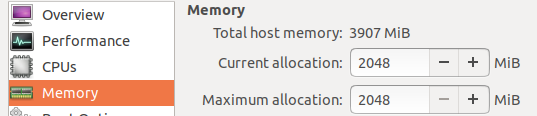 Overview
Performance
CPUs
Memory
Memory
Total host memory: 3907 MiB
Current allocation: 2048 − + MiB
Maximum allocation: 2048 − + MiB